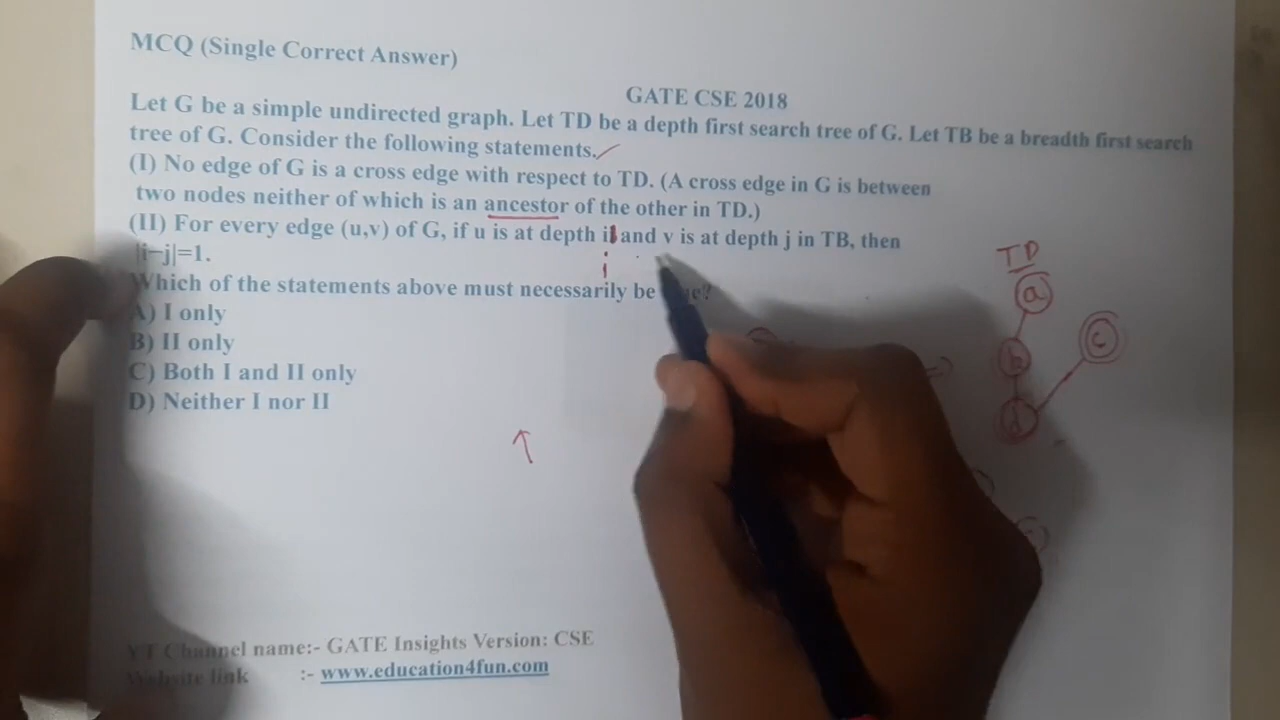 MCQ (Single Correct Answer)
GATE CSE 2018
Let G be a simple undirected graph. Let TD be a depth first search tree of G. Let TB be a breadth first search
tree of G. Consider the following statements.
(I) No edge of G is a cross edge with respect to TD. (A cross edge in G is between
two nodes neither of which is an ancestor of the other in TD.)
(II) For every edge (u,v) of G, if u is at depth i and v is at depth j in TB, then
|i−j|=1.
Which of the statements above must necessarily be
A) I only
B) II only
C) Both I and II only
D) Neither I nor II
TD
a
b
c
d
YT Channel name:- GATE Insights Version: CSE
Website link :- www.education4fun.com